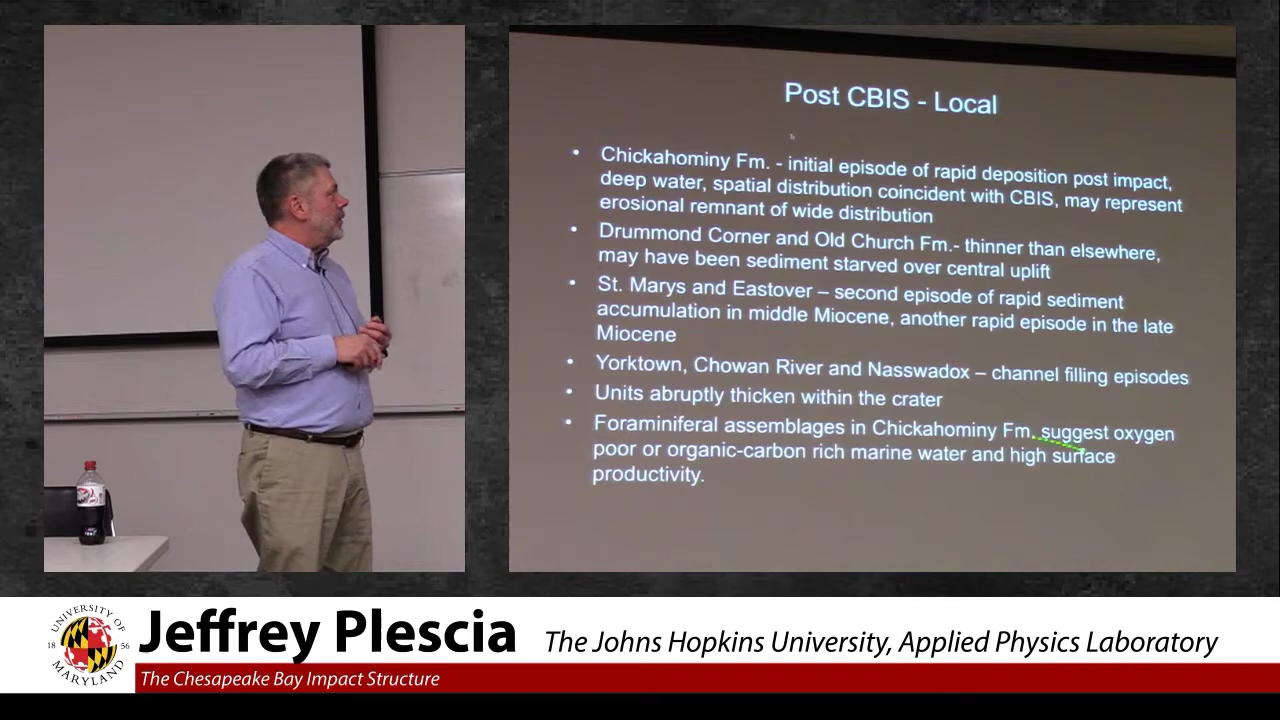 Post CBIS - Local
• Chickahominy Fm. - initial episode of rapid deposition post impact,
deep water, spatial distribution coincident with CBIS, may represent
erosional remnant of wide distribution
• Drummond Corner and Old Church Fm.- thinner than elsewhere,
may have been sediment starved over central uplift
• St. Marys and Eastover – second episode of rapid sediment
accumulation in middle Miocene, another rapid episode in the late
Miocene
• Yorktown, Chowan River and Nasswadox – channel filling episodes
• Units abruptly thicken within the crater
• Foraminiferal assemblages in Chickahominy Fm. suggest oxygen
poor or organic-carbon rich marine water and high surface
productivity.
UNIVERSITY OF
18 56
MARYLAND
Jeffrey Plescia
The Johns Hopkins University, Applied Physics Laboratory
The Chesapeake Bay Impact Structure